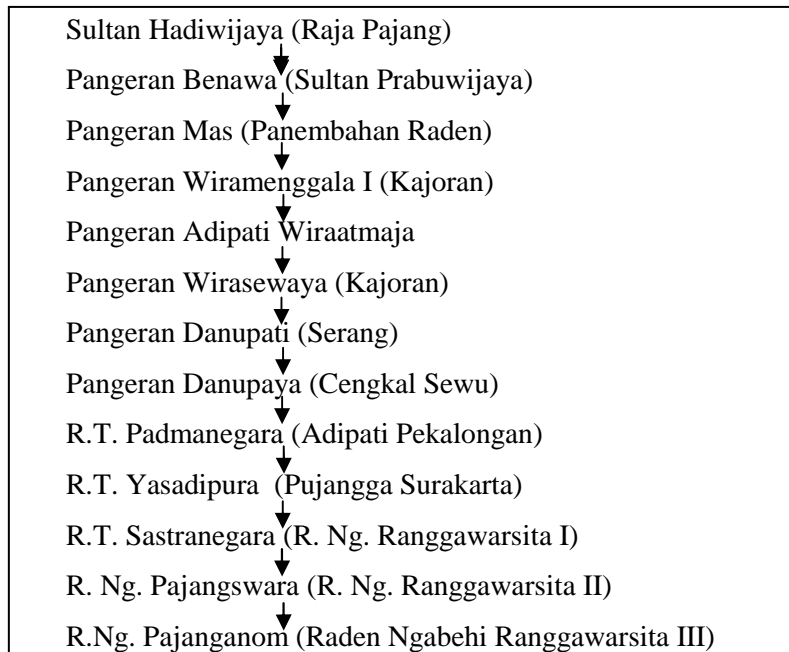 Sultan Hadiwijaya (Raja Pajang)
Pangeran Benawa (Sultan Prabuwijaya)
Pangeran Mas (Panembahan Raden)
Pangeran Wiramenggala I (Kajoran)
Pangeran Adipati Wiraatmaja
Pangeran Wirasewaya (Kajoran)
Pangeran Danupati (Serang)
Pangeran Danupaya (Cengkal Sewu)
R.T. Padmanegara (Adipati Pekalongan)
R.T. Yasadipura (Pujangga Surakarta)
R.T. Sastranegara (R. Ng. Ranggawarsita I)
R. Ng. Pajangswara (R. Ng. Ranggawarsita II)
R.Ng. Pajanganom (Raden Ngabehi Ranggawarsita III)